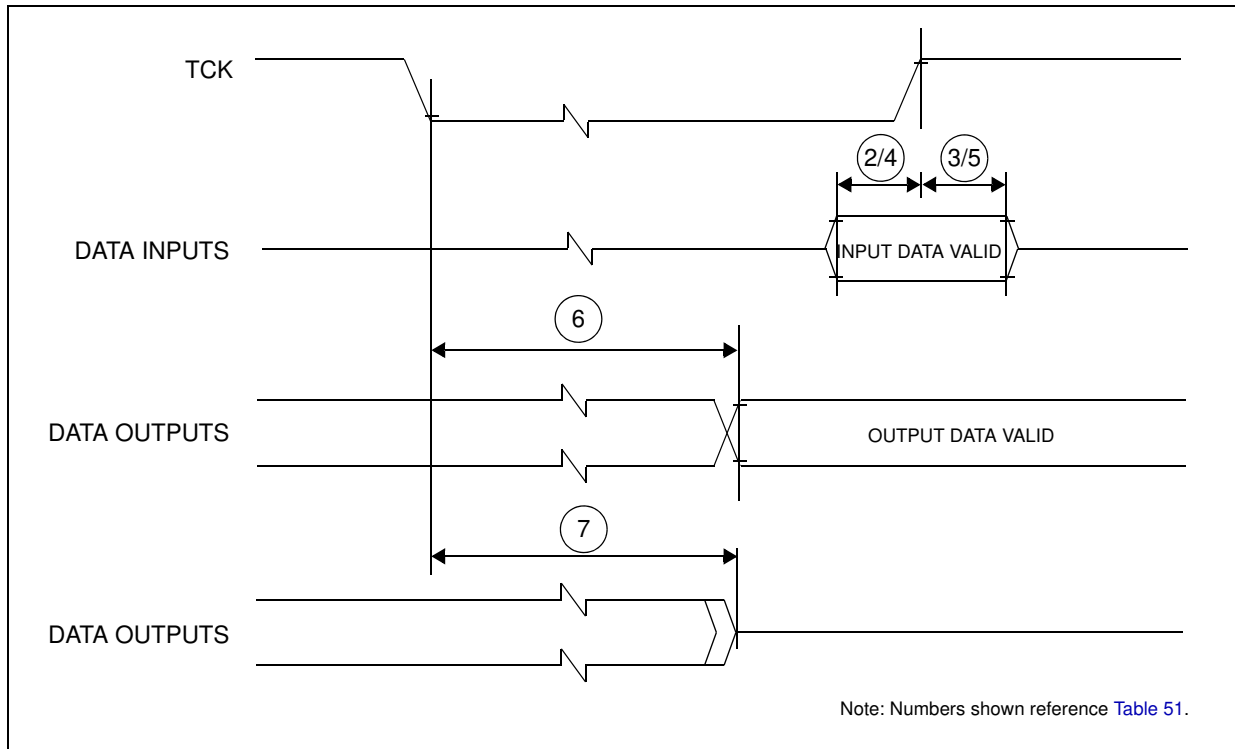 TCK
2/4
3/5
DATA INPUTS
INPUT DATA VALID
6
DATA OUTPUTS
OUTPUT DATA VALID
7
DATA OUTPUTS
Note: Numbers shown reference Table 51.